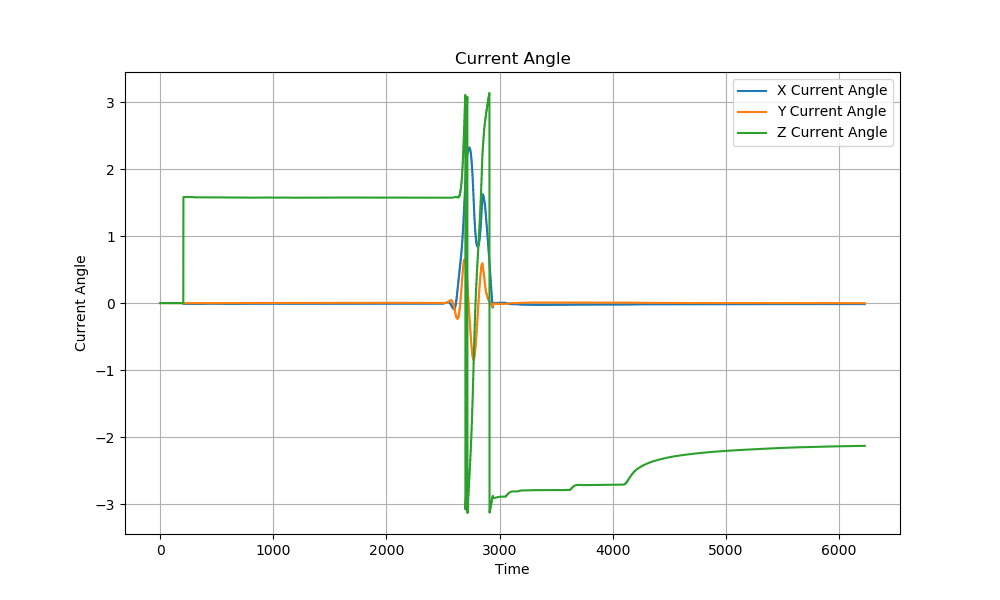 Current Angle
X Current Angle
Y Current Angle
Z Current Angle
Current Angle
3
2
1
0
−1
−2
−3
0 1000 2000 3000 4000 5000 6000
Time